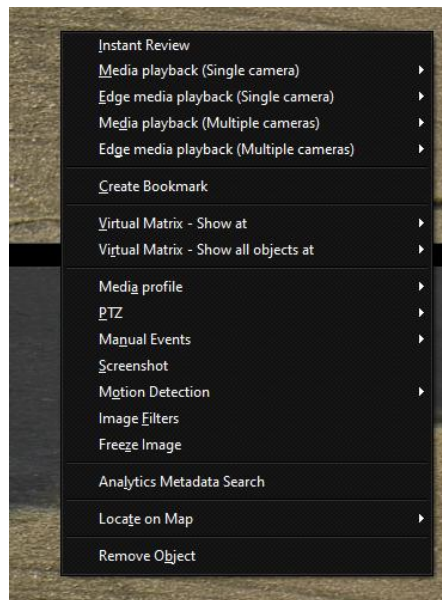 Instant Review
Media playback (Single camera)
Edge media playback (Single camera)
Media playback (Multiple cameras)
Edge media playback (Multiple cameras)
Create Bookmark
Virtual Matrix - Show at
Virtual Matrix - Show all objects at
Media profile
PTZ
Manual Events
Screenshot
Motion Detection
Image Filters
Freeze Image
Analytics Metadata Search
Locate on Map
Remove Object